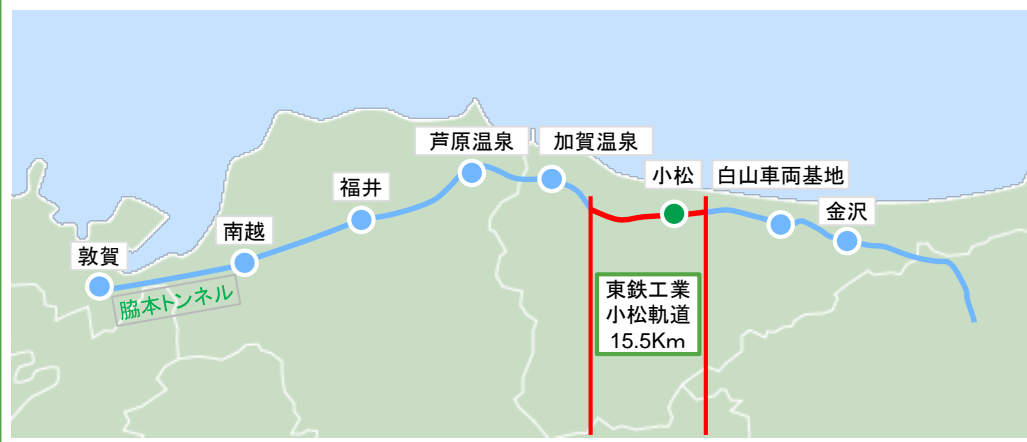 芦原温泉
加賀温泉
小松
白山車両基地
福井
金沢
南越
敦賀
脇本トンネル
東鉄工業
小松軌道
15.5Km